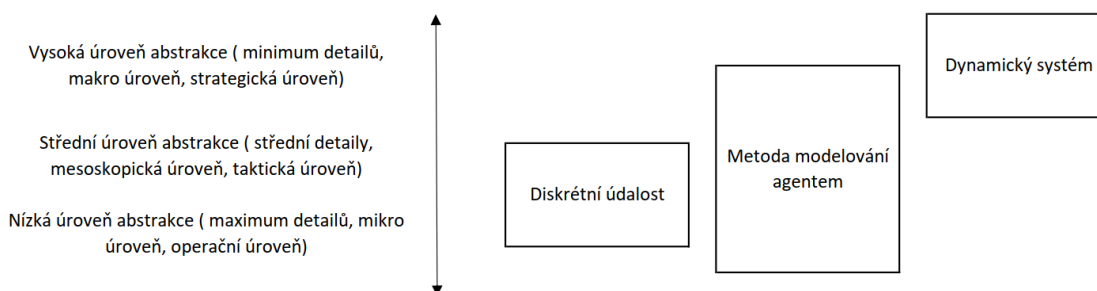 Vysoká úroveň abstrakce ( minimum detailů,
makro úroveň, strategická úroveň)
Střední úroveň abstrakce ( střední detaily,
mesoskopická úroveň, taktická úroveň)
Nízká úroveň abstrakce ( maximum detailů, mikro
úroveň, operační úroveň)
Diskrétní údalost
Metoda modelování
agentem
Dynamický systém